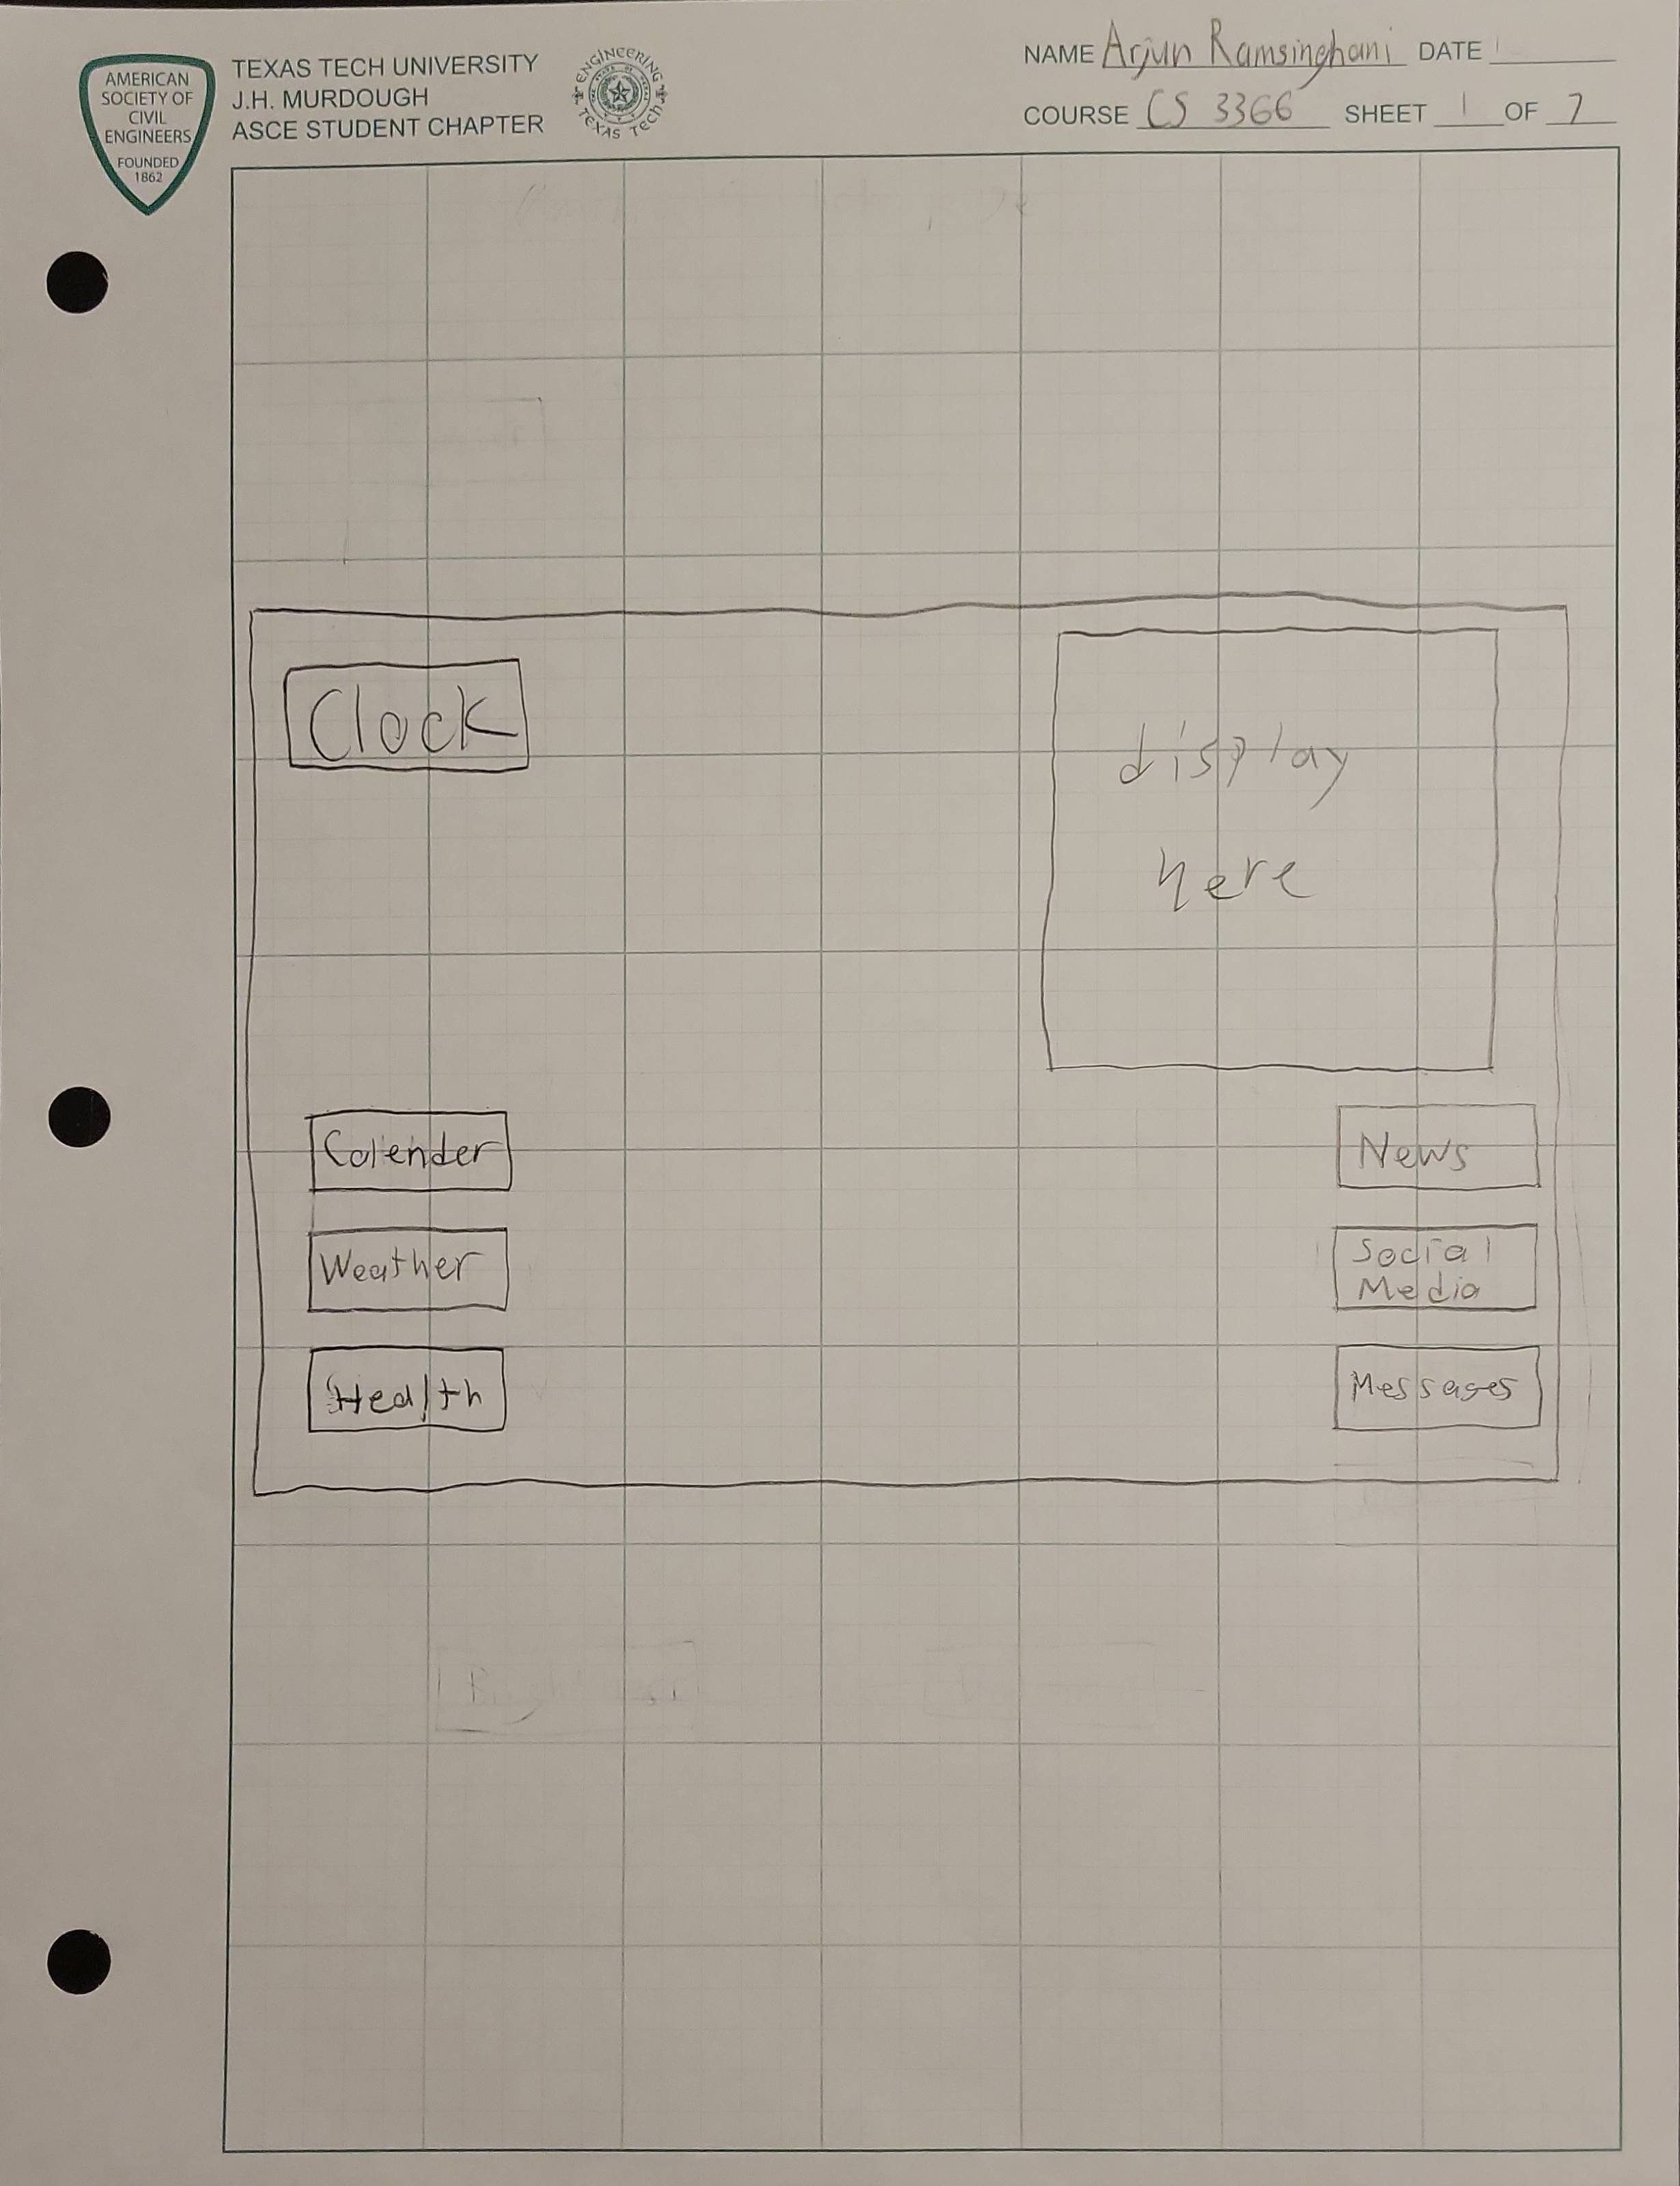 AMERICAN
SOCIETY OF
CIVIL
ENGINEERS
FOUNDED
1862
TEXAS TECH UNIVERSITY
J.H. MURDOUGH
ASCE STUDENT CHAPTER
ENGINEERING
TEXAS TECH
NAME Arjun Ramsinghani DATE
COURSE CS 3366 SHEET 1 OF 7
Clock
display
here
Calender
Weather
Health
News
Social
Media
Messages